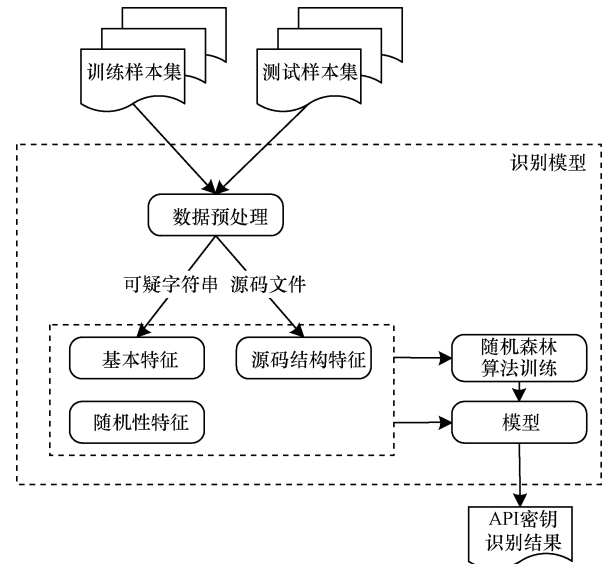 训练样本集
测试样本集
识别模型
数据预处理
可疑字符串
源码文件
基本特征
源码结构特征
随机森林
算法训练
随机性特征
模型
API密钥
识别结果